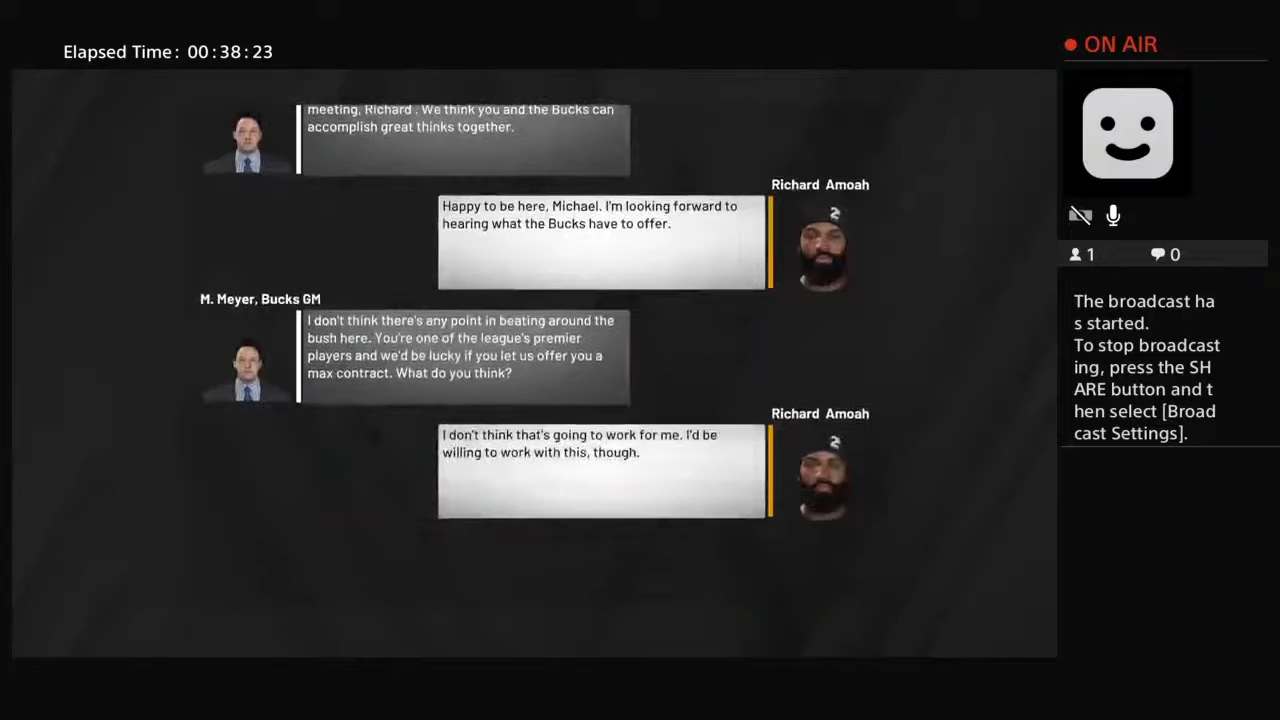 Elapsed Time: 00:38:23
ON AIR
meeting, Richard . We think you and the Bucks can
accomplish great thinks together.
Richard Amoah
2
Happy to be here, Michael. I'm looking forward to
hearing what the Bucks have to offer.
1
0
M. Meyer, Bucks GM
I don't think there's any point in beating around the
bush here. You're one of the league's premier
players and we'd be lucky if you let us offer you a
max contract. What do you think?
The broadcast ha
s started.
To stop broadcast
ing, press the SH
ARE button and t
hen select [Broad
cast Settings].
Richard Amoah
2
I don't think that's going to work for me. I'd be
willing to work with this, though.